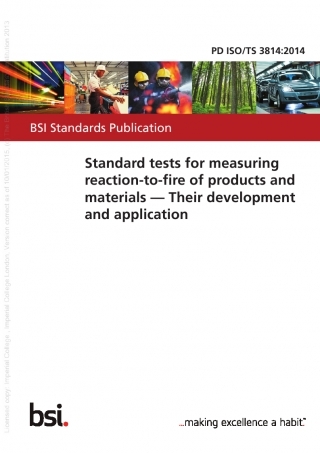 PD ISO/TS 3814:2014
BSI Standards Publication
Standard tests for measuring
reaction-to-fire of products and
materials — Their development
and application
bsi.
...making excellence a habit.™